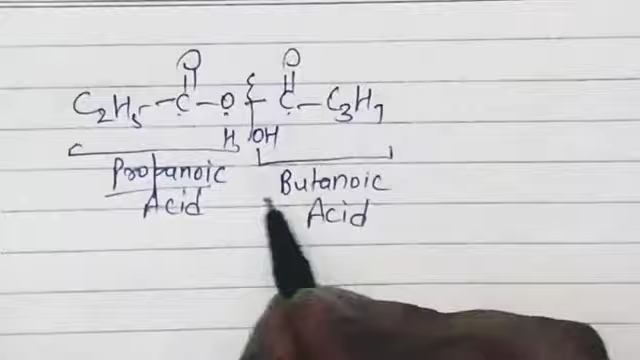 O O
C₂H₅–C–O–C–C₃H₇
H OH
Propanoic Butanoic
Acid Acid